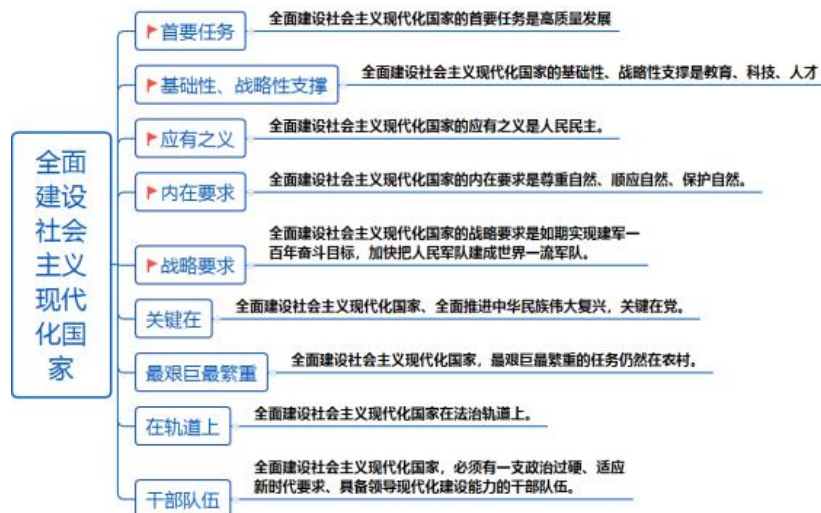 全面
建设
社会
主义
现代
化国
家
首要任务
全面建设社会主义现代化国家的首要任务是高质量发展
基础性、战略性支撑
全面建设社会主义现代化国家的基础性、战略性支撑是教育、科技、人才
应有之义
全面建设社会主义现代化国家的应有之义是人民民主。
内在要求
全面建设社会主义现代化国家的内在要求是尊重自然、顺应自然、保护自然。
战略要求
全面建设社会主义现代化国家的战略要求是如期实现建军一
百年奋斗目标，加快把人民军队建成世界一流军队。
关键在
全面建设社会主义现代化国家、全面推进中华民族伟大复兴，关键在党。
最艰巨最繁重
全面建设社会主义现代化国家，最艰巨最繁重的任务仍然在农村。
在轨道上
全面建设社会主义现代化国家在法治轨道上。
干部队伍
全面建设社会主义现代化国家，必须有一支政治过硬、适应
新时代要求、具备领导现代化建设能力的干部队伍。